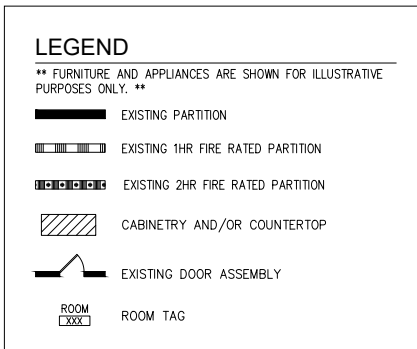 LEGEND
** FURNITURE AND APPLIANCES ARE SHOWN FOR ILLUSTRATIVE
PURPOSES ONLY. **
EXISTING PARTITION
EXISTING 1HR FIRE RATED PARTITION
EXISTING 2HR FIRE RATED PARTITION
CABINETRY AND/OR COUNTERTOP
EXISTING DOOR ASSEMBLY
ROOM
XXX
ROOM TAG